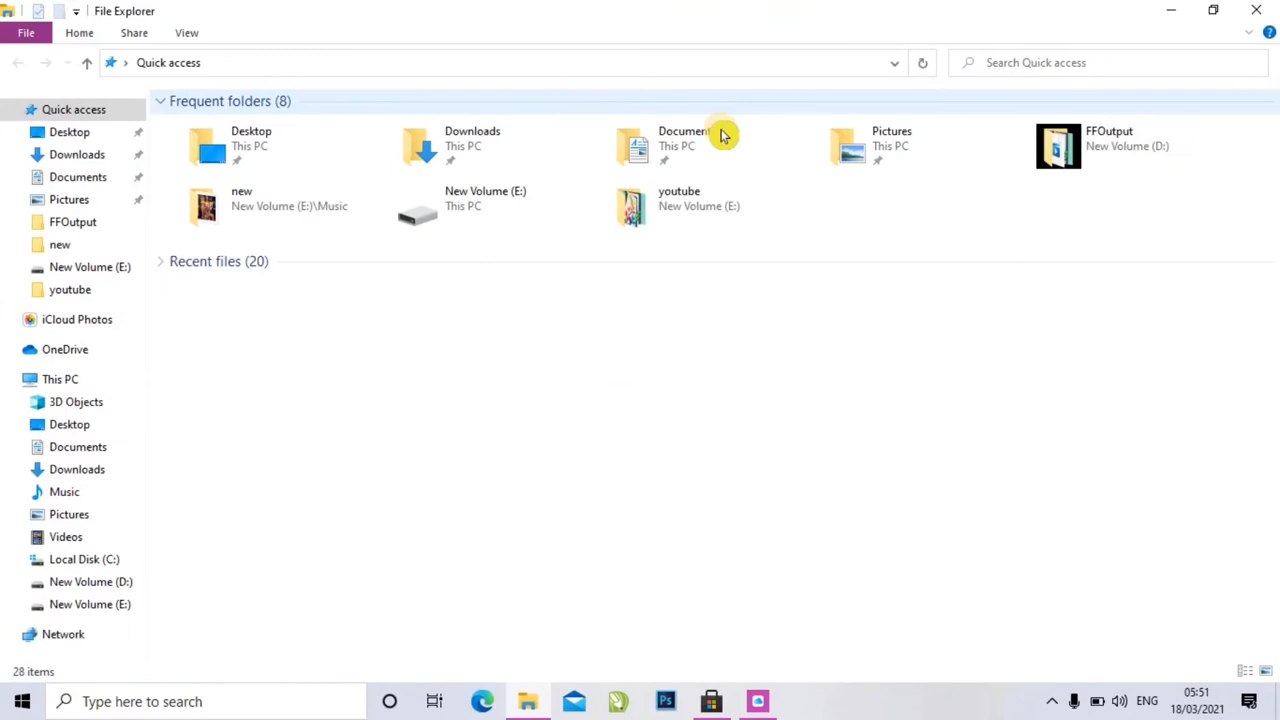 File Explorer
File Home Share View
Quick access Search Quick access
Quick access
Desktop
Downloads
Documents
Pictures
FFOutput
new
New Volume (E:)
youtube
iCloud Photos
OneDrive
This PC
3D Objects
Desktop
Documents
Downloads
Music
Pictures
Videos
Local Disk (C:)
New Volume (D:)
New Volume (E:)
Network
Frequent folders (8)
Desktop
This PC
Downloads
This PC
Document
This PC
Pictures
This PC
FFOutput
New Volume (D:)
new
New Volume (E:)\Music
New Volume (E:)
This PC
youtube
New Volume (E:)
Recent files (20)
28 items
Type here to search
Ps
ENG
05:51
18/03/2021